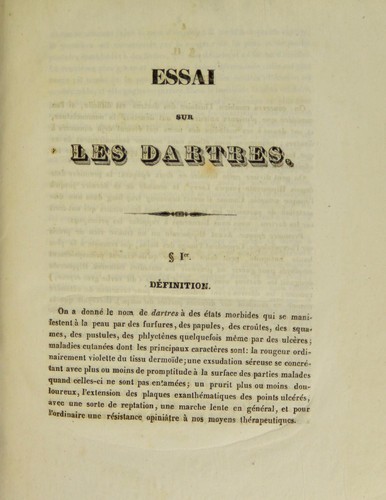 ESSAI
SUR
LES DARTRES.
§ Ier.
DÉFINITION.
On a donné le nom de dartres à des états morbides qui se mani-
festent à la peau par des furfures, des papules, des croûtes, des squa-
mes, des pustules, des phlyctènes quelquefois même par des ulcères;
maladies cutanées dont les principaux caractères sont: la rougeur ordi-
nairement violette du tissu dermoïde; une exsudation séreuse se concré-
tant avec plus ou moins de promptitude à la surface des parties malades
quand celles-ci ne sont pas entamées; un prurit plus ou moins dou-
loureux, l'extension des plaques exanthématiques des points ulcérés,
avec une sorte de reptation, une marche lente en général, et pour
l'ordinaire une résistance opiniâtre à nos moyens thérapeutiques.